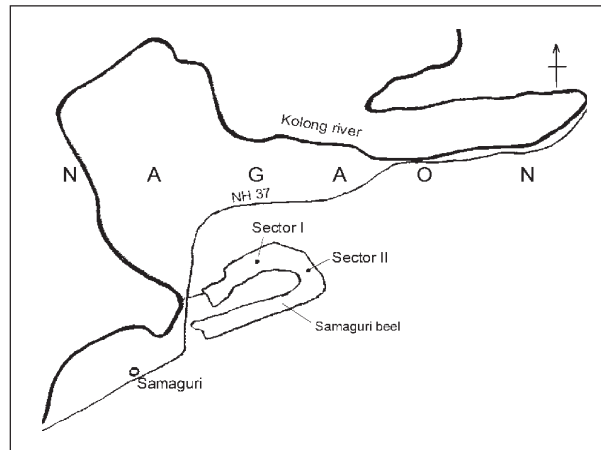 Kolong river
N A G A O N
NH 37
Sector I
Sector II
Samaguri beel
Samaguri